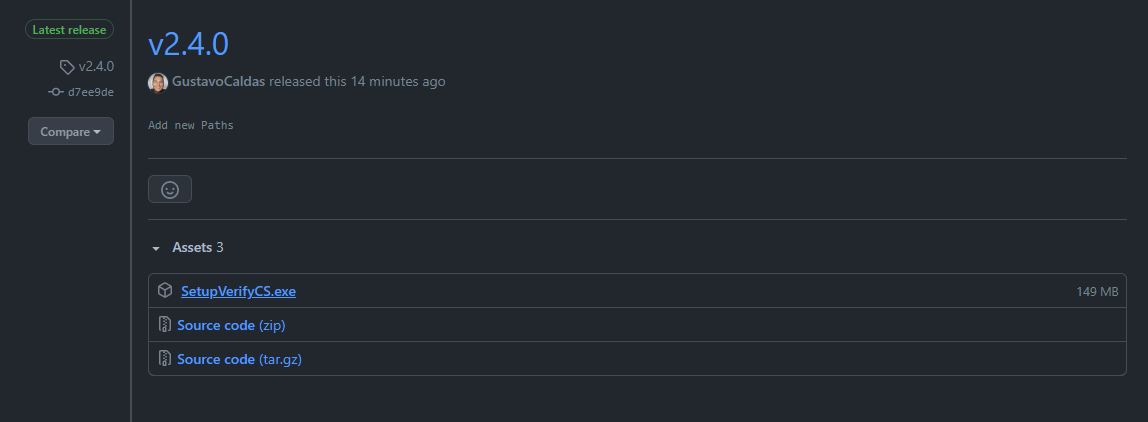 Latest release
v2.4.0
d7ee9de
Compare
v2.4.0
GustavoCaldas released this 14 minutes ago
Add new Paths
Assets 3
SetupVerifyCS.exe 149 MB
Source code (zip)
Source code (tar.gz)